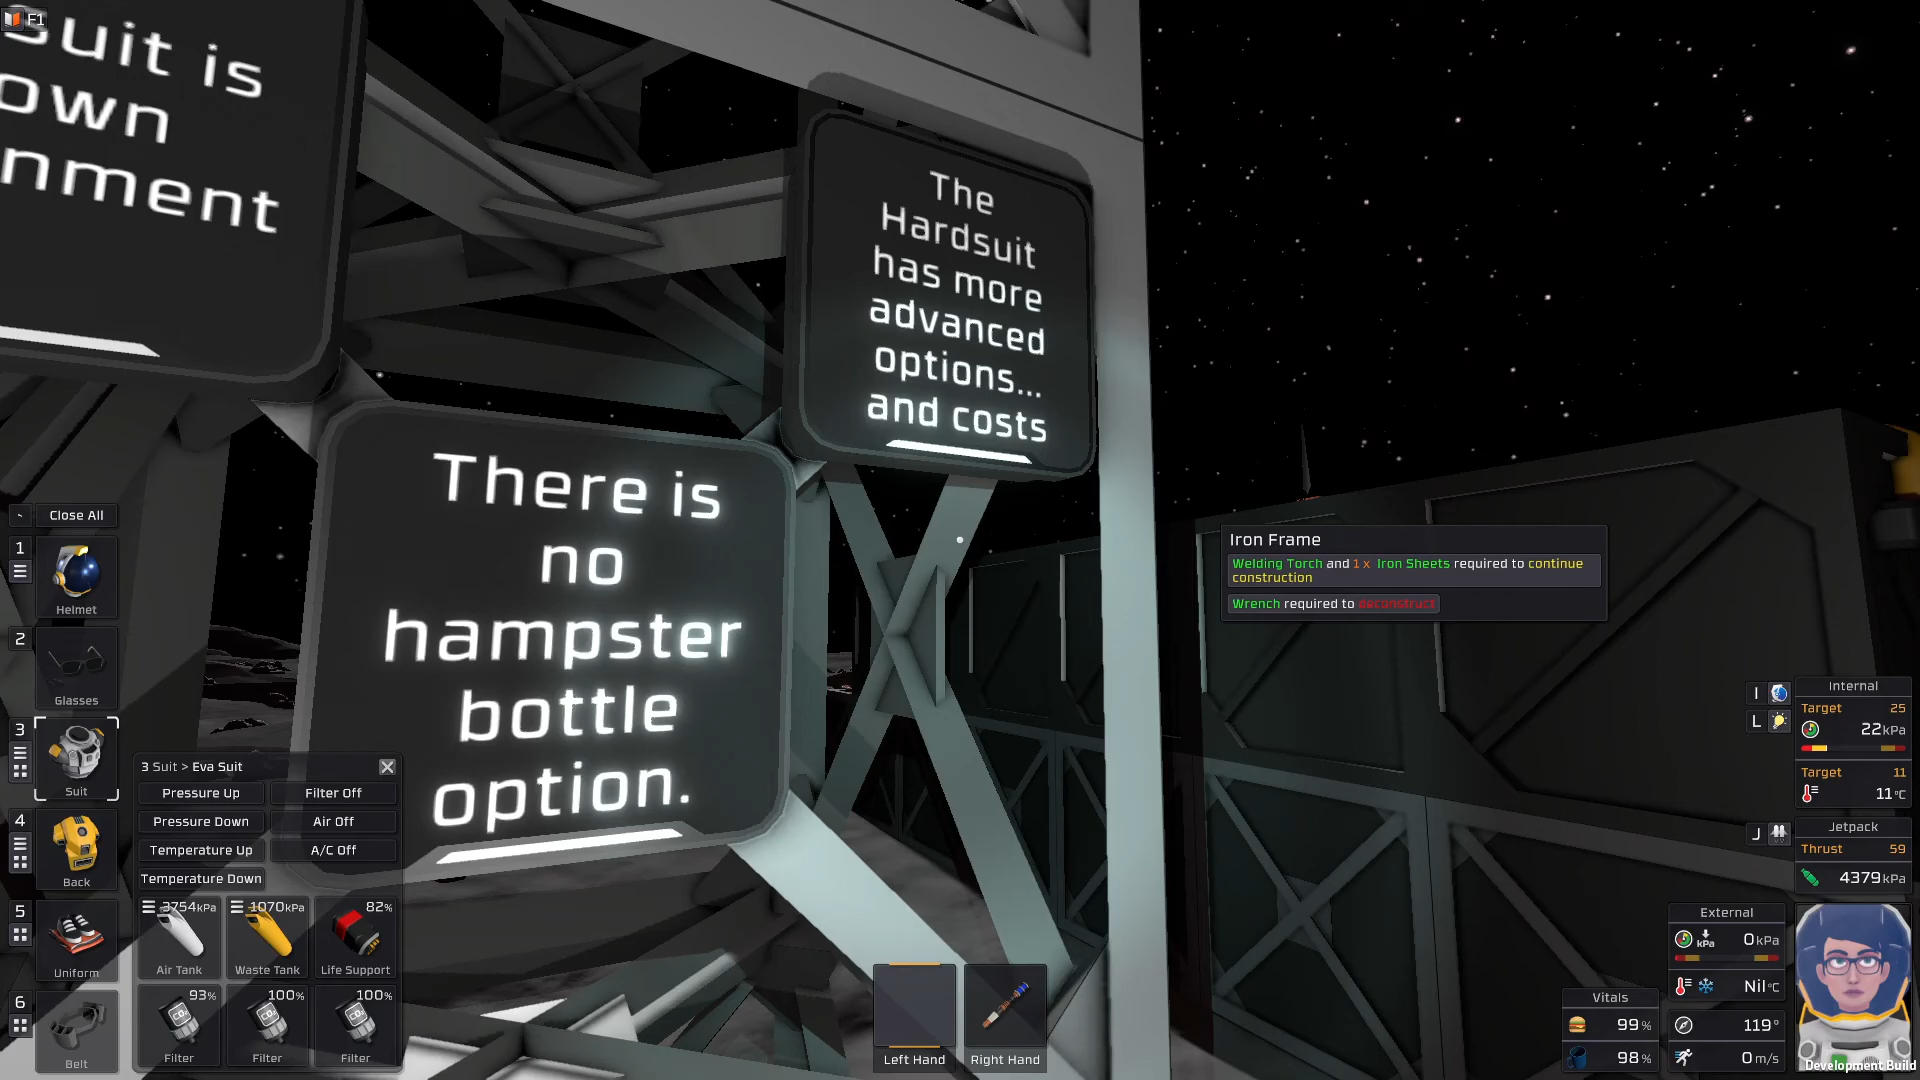 F1
suit is
own
nment
The
Hardsuit
has more
advanced
options...
and costs
There is
no
hampster
bottle
option.
Iron Frame
Welding Torch and 1 x Iron Sheets required to continue
construction
Wrench required to deconstruct
~ Close All
1
Helmet
2
Glasses
3
Suit
4
Back
5
Uniform
6
Belt
3 Suit > Eva Suit
Pressure Up Filter Off
Pressure Down Air Off
Temperature Up A/C Off
Temperature Down
3754kPa 1070kPa 82%
Air Tank Waste Tank Life Support
93% 100% 100%
CO2 CO2 CO2
Filter Filter Filter
Left Hand Right Hand
Internal
I Target 25
L 22kPa
Target 11
11°C
Jetpack
J Thrust 59
4379kPa
External
kPa 0kPa
Nil°C
Vitals
99%
98%
119°
0m/s
Development Build